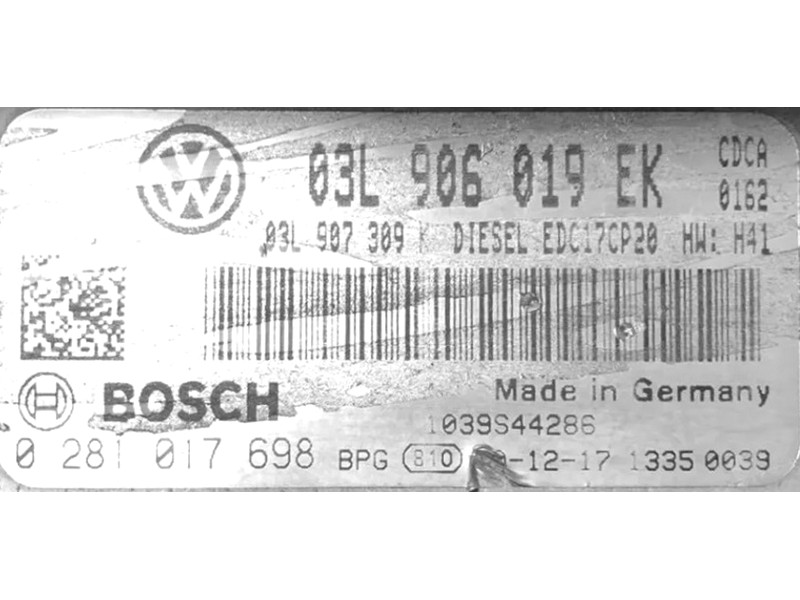 03L 906 019 EK CDCA
0162
03L 907 309 K DIESEL EDC17CP20 HW: H41
BOSCH Made in Germany
1039S44286
0 281 017 698 BPG 810 -12-17 1335 0039